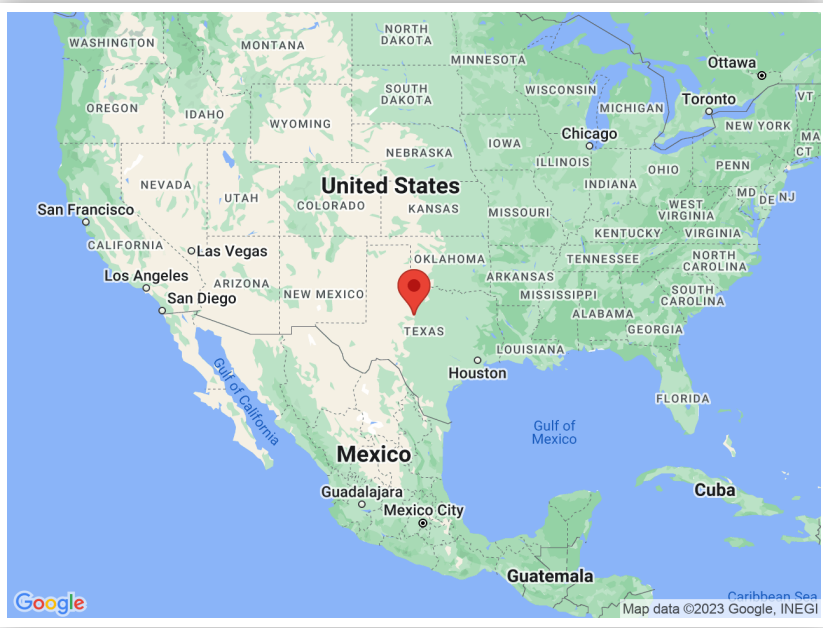 WASHINGTON
MONTANA
NORTH
DAKOTA
MINNESOTA
Ottawa
OREGON
IDAHO
WYOMING
SOUTH
DAKOTA
WISCONSIN
MICHIGAN
Toronto
VT
NEW YORK
MA
CT
Chicago
NEBRASKA
IOWA
ILLINOIS
INDIANA
OHIO
PENN
MD
DE
NJ
NEVADA
UTAH
COLORADO
United States
KANSAS
MISSOURI
WEST
VIRGINIA
KENTUCKY
VIRGINIA
San Francisco
CALIFORNIA
Las Vegas
OKLAHOMA
TENNESSEE
NORTH
CAROLINA
Los Angeles
ARIZONA
NEW MEXICO
ARKANSAS
MISSISSIPPI
SOUTH
CAROLINA
San Diego
TEXAS
ALABAMA
GEORGIA
LOUISIANA
Houston
Gulf of California
FLORIDA
Gulf of
Mexico
Mexico
Guadalajara
Mexico City
Cuba
Guatemala
Caribbean Sea
Google
Map data ©2023 Google, INEGI